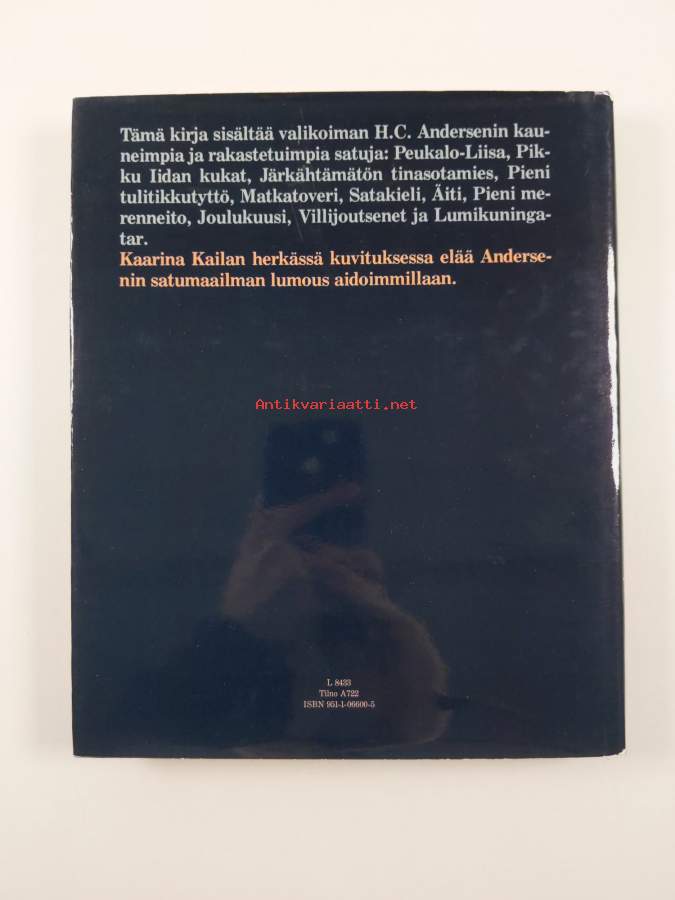 Tämä kirja sisältää valikoiman H.C. Andersenin kau-
neimpia ja rakastetuimpia satuja: Peukalo-Liisa, Pik-
ku Iidan kukat, Järkähtämätön tinasotamies, Pieni
tulitikkutyttö, Matkatoveri, Satakieli, Äiti, Pieni me-
renneito, Joulukuusi, Villijoutsenet ja Lumikuninga-
tar.
Kaarina Kailan herkässä kuvituksessa elää Anderse-
nin satumaailman lumous aidoimmillaan.
Antikvariaatti.net
L 8433
Tilno A722
ISBN 951-1-06600-5